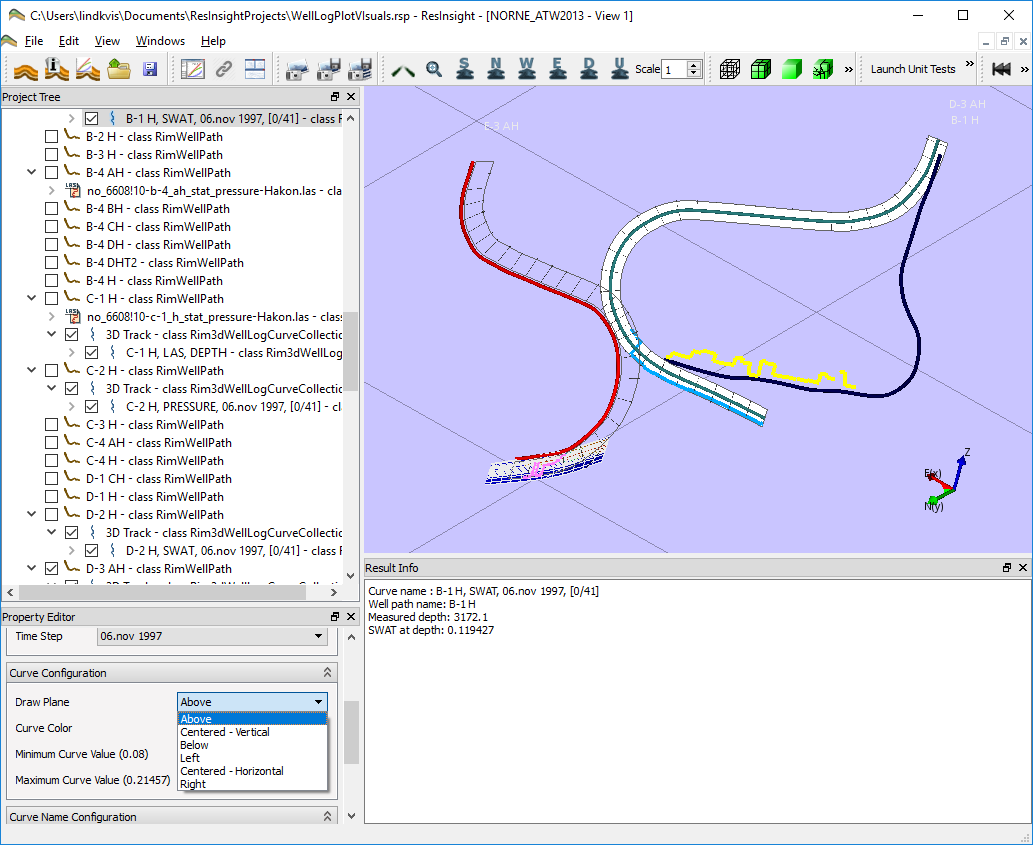 C:\Users\lindkvis\Documents\ResInsightProjects\WellLogPlotVIsuals.rsp - ResInsight - [NORNE_ATW2013 - View 1]
File Edit View Windows Help
S N W E D U Scale 1 » Launch Unit Tests » »
Project Tree
B-1 H, SWAT, 06.nov 1997, [0/41] - class F
B-2 H - class RimWellPath
B-3 H - class RimWellPath
B-4 AH - class RimWellPath
LAS no_6608!10-b-4_ah_stat_pressure-Hakon.las - cla
B-4 BH - class RimWellPath
B-4 CH - class RimWellPath
B-4 DH - class RimWellPath
B-4 DHT2 - class RimWellPath
B-4 H - class RimWellPath
C-1 H - class RimWellPath
LAS no_6608!10-c-1_h_stat_pressure-Hakon.las - class
3D Track - class Rim3dWellLogCurveCollectic
C-1 H, LAS, DEPTH - class Rim3dWellLog
C-2 H - class RimWellPath
3D Track - class Rim3dWellLogCurveCollectic
C-2 H, PRESSURE, 06.nov 1997, [0/41] - cl
C-3 H - class RimWellPath
C-4 AH - class RimWellPath
C-4 H - class RimWellPath
D-1 CH - class RimWellPath
D-1 H - class RimWellPath
D-2 H - class RimWellPath
3D Track - class Rim3dWellLogCurveCollectic
D-2 H, SWAT, 06.nov 1997, [0/41] - class F
D-3 AH - class RimWellPath
E-3 AH
D-3 AH
B-1 H
Z
E(x)
N(y)
Property Editor
Time Step 06.nov 1997
Curve Configuration
Draw Plane Above
Above
Curve Color
Centered - Vertical
Below
Minimum Curve Value (0.08)
Left
Centered - Horizontal
Maximum Curve Value (0.21457)
Right
Curve Name Configuration
Result Info
Curve name : B-1 H, SWAT, 06.nov 1997, [0/41]
Well path name: B-1 H
Measured depth: 3172.1
SWAT at depth: 0.119427